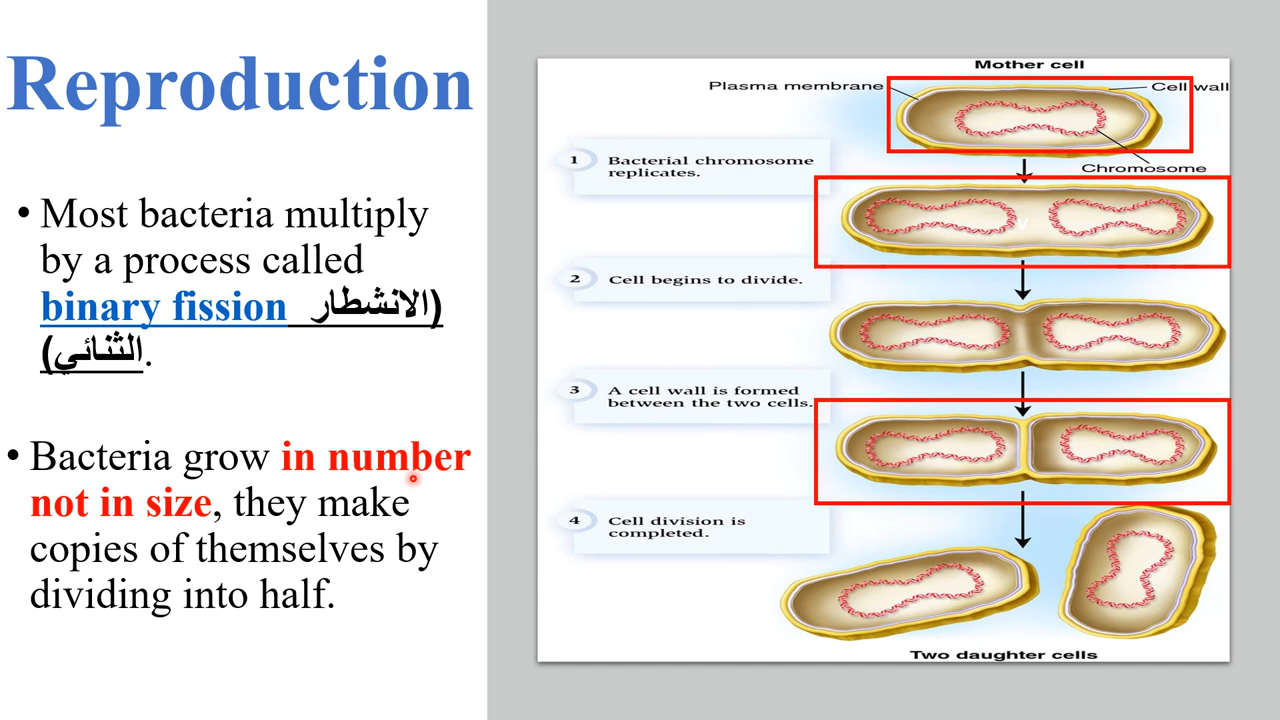 Reproduction
• Most bacteria multiply
by a process called
binary fission (الانشطار
الثنائي).
• Bacteria grow in number
not in size, they make
copies of themselves by
dividing into half.
Mother cell
Plasma membrane
Cell wall
Chromosome
1 Bacterial chromosome
replicates.
2 Cell begins to divide.
3 A cell wall is formed
between the two cells.
4 Cell division is
completed.
Two daughter cells